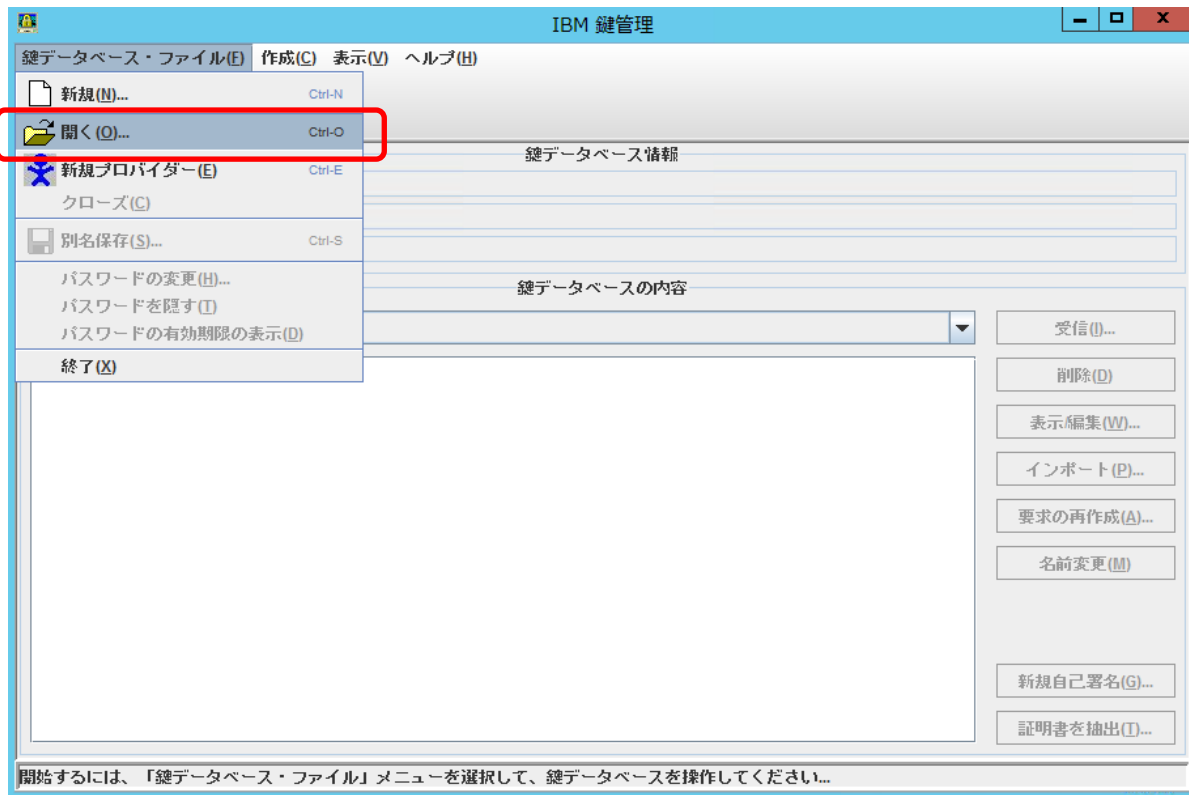 IBM 鍵管理
鍵データベース・ファイル(F) 作成(C) 表示(V) ヘルプ(H)
新規(N)... Ctrl-N
開く(O)... Ctrl-O
新規プロバイダー(E) Ctrl-E
クローズ(C)
別名保存(S)... Ctrl-S
パスワードの変更(H)...
パスワードを隠す(T)
パスワードの有効期限の表示(D)
終了(X)
鍵データベース情報
鍵データベースの内容
受信(I)...
削除(D)
表示/編集(W)...
インポート(P)...
要求の再作成(A)...
名前変更(M)
新規自己署名(G)...
証明書を抽出(T)...
開始するには、「鍵データベース・ファイル」メニューを選択して、鍵データベースを操作してください...